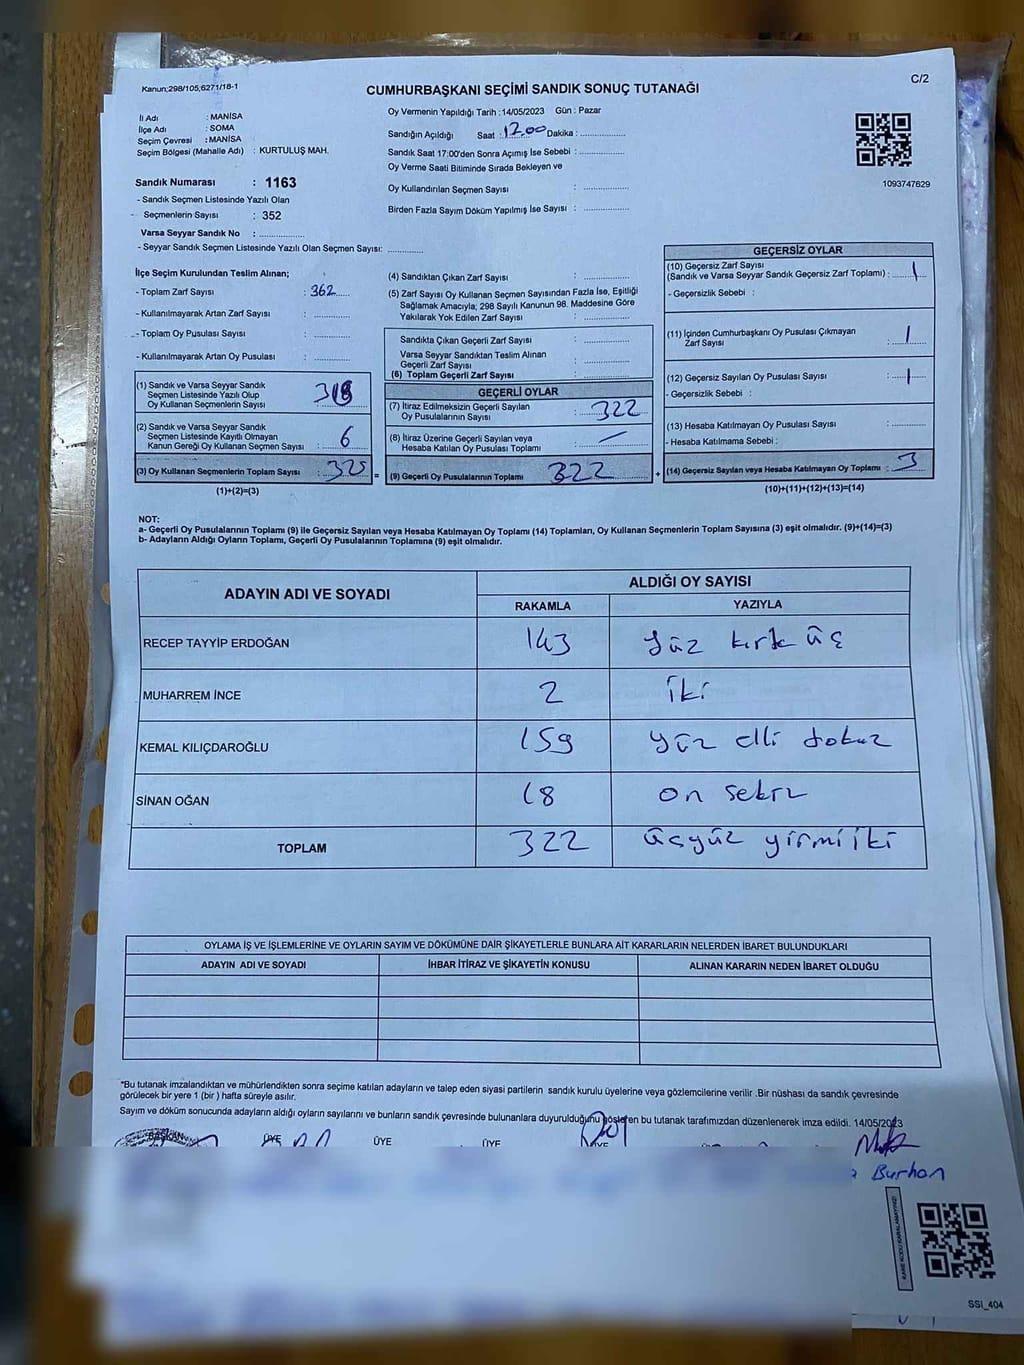 Kanun;298/105,6271/18-1
C/2
CUMHURBAŞKANI SEÇİMİ SANDIK SONUÇ TUTANAĞI
İl Adı : MANİSA
İlçe Adı : SOMA
Seçim Çevresi : MANİSA
Seçim Bölgesi (Mahalle Adı) : KURTULUŞ MAH.
Sandık Numarası : 1163
- Sandık Seçmen Listesinde Yazılı Olan
Seçmenlerin Sayısı : 352
Varsa Seyyar Sandık No :
- Seyyar Sandık Seçmen Listesinde Yazılı Olan Seçmen Sayısı:
Oy Vermenin Yapıldığı Tarih :14/05/2023 Gün : Pazar
Sandığın Açıldığı Saat : 17.00 Dakika :
Sandık Saat 17:00'den Sonra Açımış İse Sebebi :
Oy Verme Saati Bitiminde Sırada Bekleyen ve
Oy Kullandırılan Seçmen Sayısı :
Birden Fazla Sayım Döküm Yapılmış İse Sayısı :
1093747629
İlçe Seçim Kurulundan Teslim Alınan;
- Toplam Zarf Sayısı : 362
- Kullanılmayarak Artan Zarf Sayısı :
- Toplam Oy Pusulası Sayısı :
- Kullanılmayarak Artan Oy Pusulası :
(1) Sandık ve Varsa Seyyar Sandık
Seçmen Listesinde Yazılı Olup
Oy Kullanan Seçmenlerin Sayısı
(2) Sandık ve Varsa Seyyar Sandık
Seçmen Listesinde Kayıtlı Olmayan
Kanun Gereği Oy Kullanan Seçmen Sayısı : 6
(3) Oy Kullanan Seçmenlerin Toplam Sayısı : 325 =
(1)+(2)=(3)
(4) Sandıktan Çıkan Zarf Sayısı :
(5) Zarf Sayısı Oy Kullanan Seçmen Sayısından Fazla İse, Eşitliği
Sağlamak Amacıyla; 298 Sayılı Kanunun 98. Maddesine Göre
Yakılarak Yok Edilen Zarf Sayısı :
Sandıkta Çıkan Geçerli Zarf Sayısı :
Varsa Seyyar Sandıktan Teslim Alınan
Geçerli Zarf Sayısı :
(6) Toplam Geçerli Zarf Sayısı :
GEÇERLİ OYLAR
(7) İtiraz Edilmeksizin Geçerli Sayılan
Oy Pusulalarının Sayısı : 322
(8) İtiraz Üzerine Geçerli Sayılan veya
Hesaba Katılan Oy Pusulası Toplamı : —
(9) Geçerli Oy Pusulalarının Toplamı 322 +
GEÇERSİZ OYLAR
(10) Geçersiz Zarf Sayısı
(Sandık ve Varsa Seyyar Sandık Geçersiz Zarf Toplamı) : 1
- Geçersizlik Sebebi :
(11) İçinden Cumhurbaşkanı Oy Pusulası Çıkmayan
Zarf Sayısı : 1
(12) Geçersiz Sayılan Oy Pusulası Sayısı : 1
- Geçersizlik Sebebi :
(13) Hesaba Katılmayan Oy Pusulası Sayısı :
- Hesaba Katılmama Sebebi :
(14) Geçersiz Sayılan veya Hesaba Katılmayan Oy Toplamı : 3
(10)+(11)+(12)+(13)=(14)
NOT:
a- Geçerli Oy Pusulalarının Toplamı (9) ile Geçersiz Sayılan veya Hesaba Katılmayan Oy Toplamı (14) Toplamları, Oy Kullanan Seçmenlerin Toplam Sayısına (3) eşit olmalıdır. (9)+(14)=(3)
b- Adayların Aldığı Oyların Toplamı, Geçerli Oy Pusulalarının Toplamına (9) eşit olmalıdır.
ADAYIN ADI VE SOYADI ALDIĞI OY SAYISI
RAKAMLA YAZIYLA
RECEP TAYYİP ERDOĞAN 143 Yüz kırk üç
MUHARREM İNCE 2 İki
KEMAL KILIÇDAROĞLU 159 yüz elli dokuz
SİNAN OĞAN 18 on sekiz
TOPLAM 322 üçyüz yirmi iki
OYLAMA İŞ VE İŞLEMLERİNE VE OYLARIN SAYIM VE DÖKÜMÜNE DAİR ŞİKAYETLERLE BUNLARA AİT KARARLARIN NELERDEN İBARET BULUNDUKLARI
ADAYIN ADI VE SOYADI İHBAR İTİRAZ VE ŞİKAYETİN KONUSU ALINAN KARARIN NEDEN İBARET OLDUĞU
*Bu tutanak imzalandıktan ve mühürlendikten sonra seçime katılan adayların ve talep eden siyasi partilerin sandık kurulu üyelerine veya gözlemcilerine verilir .Bir nüshası da sandık çevresinde
görülecek bir yere 1 (bir ) hafta süreyle asılır.
Sayım ve döküm sonucunda adayların aldığı oyların sayılarını ve bunların sandık çevresinde bulunanlara duyurulduğunu gösteren bu tutanak tarafımızdan düzenlenerek imza edildi. 14/05/2023
BAŞKAN ÜYE ÜYE ÜYE ÜYE
Burhan
SSI_404